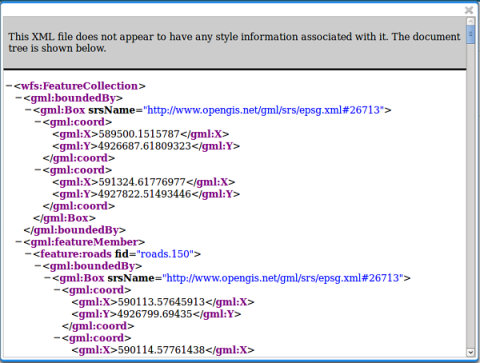 This XML file does not appear to have any style information associated with it. The document
tree is shown below.
−<wfs:FeatureCollection>
−<gml:boundedBy>
−<gml:Box srsName="http://www.opengis.net/gml/srs/epsg.xml#26713">
−<gml:coord>
<gml:X>589500.1515787</gml:X>
<gml:Y>4926687.61809323</gml:Y>
</gml:coord>
−<gml:coord>
<gml:X>591324.61776977</gml:X>
<gml:Y>4927822.51493446</gml:Y>
</gml:coord>
</gml:Box>
</gml:boundedBy>
−<gml:featureMember>
−<feature:roads fid="roads.150">
−<gml:boundedBy>
−<gml:Box srsName="http://www.opengis.net/gml/srs/epsg.xml#26713">
−<gml:coord>
<gml:X>590113.57645913</gml:X>
<gml:Y>4926799.69435</gml:Y>
</gml:coord>
−<gml:coord>
<gml:X>590114.57761438</gml:X>